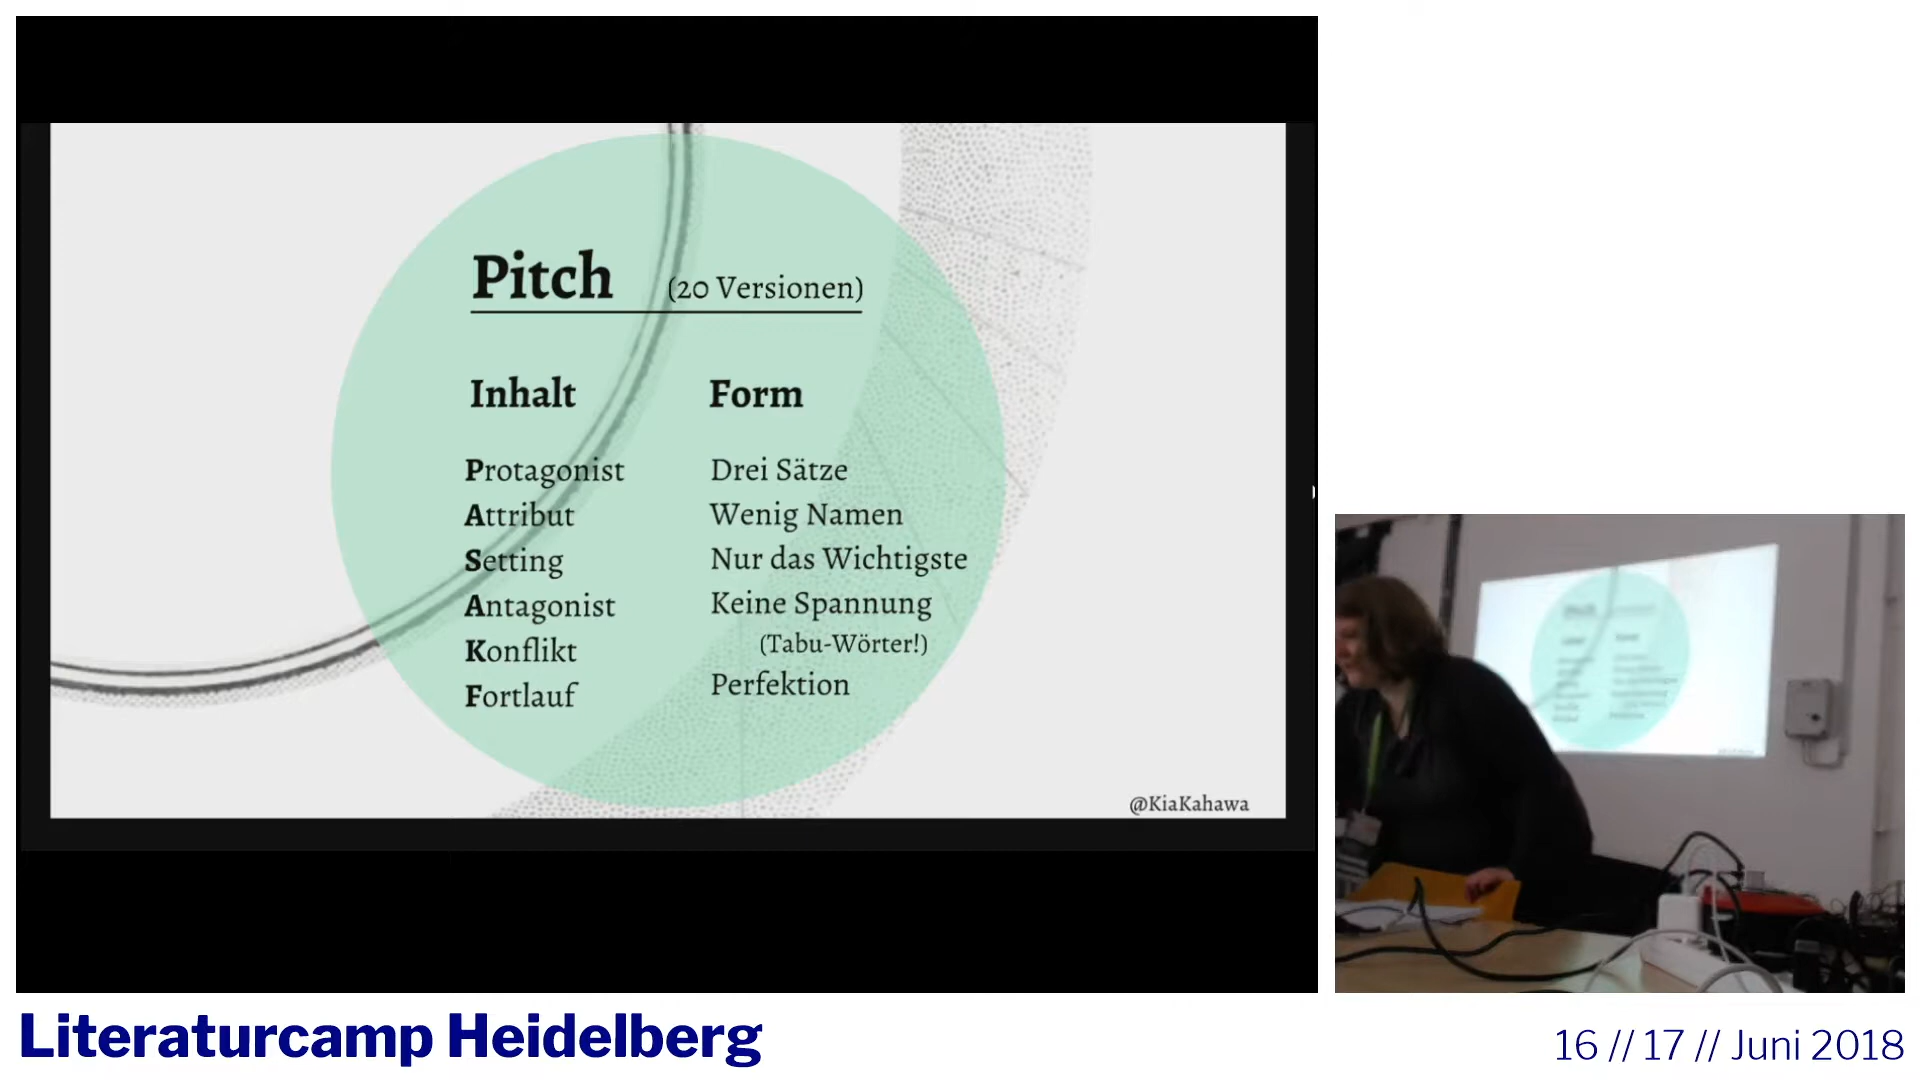 Pitch (20 Versionen)
Inhalt
Form
Protagonist
Attribut
Setting
Antagonist
Konflikt
Fortlauf
Drei Sätze
Wenig Namen
Nur das Wichtigste
Keine Spannung
(Tabu-Wörter!)
Perfektion
@KiaKahawa
Literaturcamp Heidelberg
16 // 17 // Juni 2018